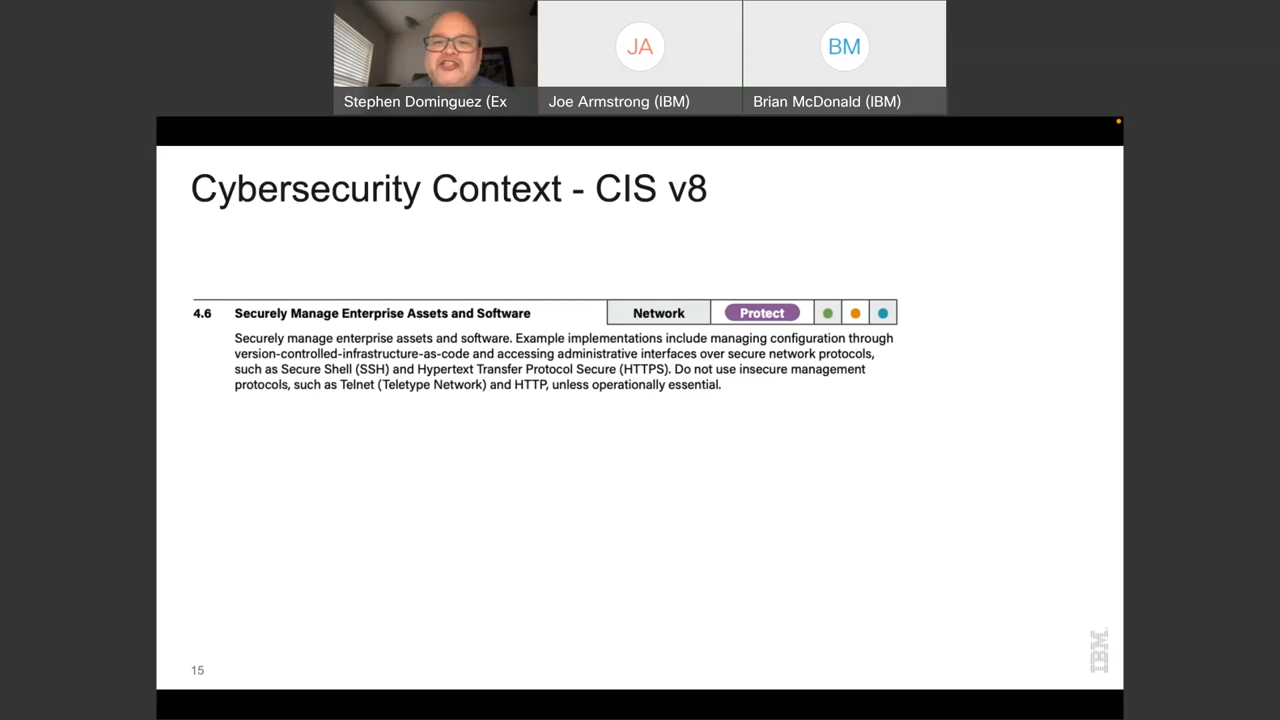 JA
BM
Stephen Dominguez (Ex
Joe Armstrong (IBM)
Brian McDonald (IBM)
Cybersecurity Context - CIS v8
4.6 Securely Manage Enterprise Assets and Software Network Protect
Securely manage enterprise assets and software. Example implementations include managing configuration through
version-controlled-infrastructure-as-code and accessing administrative interfaces over secure network protocols,
such as Secure Shell (SSH) and Hypertext Transfer Protocol Secure (HTTPS). Do not use insecure management
protocols, such as Telnet (Teletype Network) and HTTP, unless operationally essential.
15
IBM